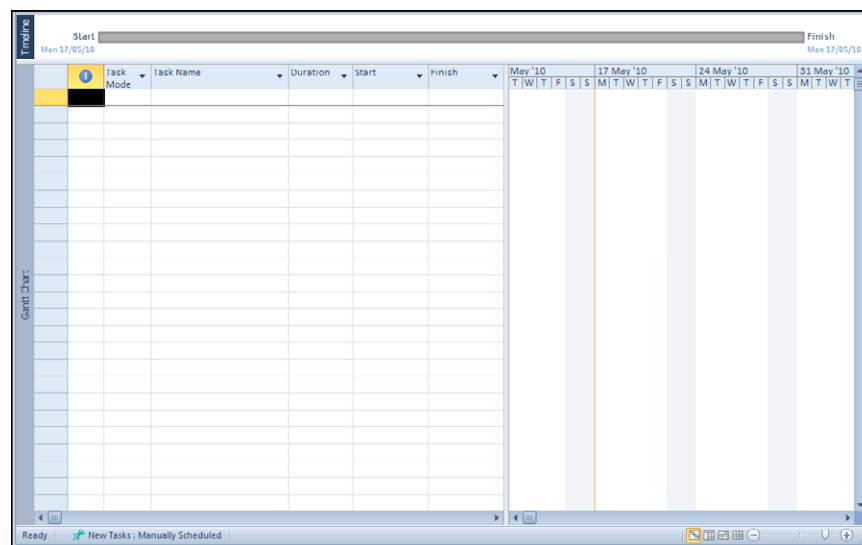 Timeline
Start
Mon 17/05/10
Finish
Mon 17/05/10
Gantt Chart
Task Mode
Task Name
Duration
Start
Finish
May '10
17 May '10
24 May '10
31 May '10
T W T F S S M T W T F S S M T W T F S S M T W T
Ready
New Tasks : Manually Scheduled